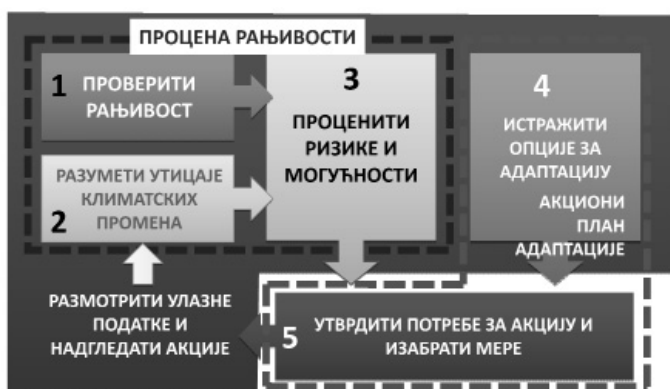 ПРОЦЕНА РАЊИВОСТИ
1 ПРОВЕРИТИ
РАЊИВОСТ
РАЗУМЕТИ УТИЦАЈЕ
КЛИМАТСКИХ
2 ПРОМЕНА
3
ПРОЦЕНИТИ
РИЗИКЕ И
МОГУЋНОСТИ
4
ИСТРАЖИТИ
ОПЦИЈЕ ЗА
АДАПТАЦИЈУ
АКЦИОНИ
ПЛАН
АДАПТАЦИЈЕ
РАЗМОТРИТИ УЛАЗНЕ
ПОДАТКЕ И
НАДГЛЕДАТИ АКЦИЈЕ
5 УТВРДИТИ ПОТРЕБЕ ЗА АКЦИЈУ И
ИЗАБРАТИ МЕРЕ